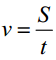 v = S/t